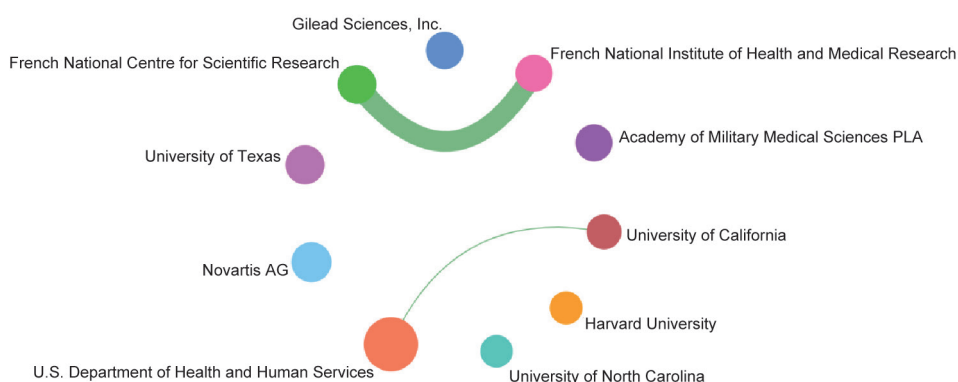 Gilead Sciences, Inc.
French National Centre for Scientific Research
French National Institute of Health and Medical Research
Academy of Military Medical Sciences PLA
University of Texas
University of California
Novartis AG
Harvard University
U.S. Department of Health and Human Services
University of North Carolina